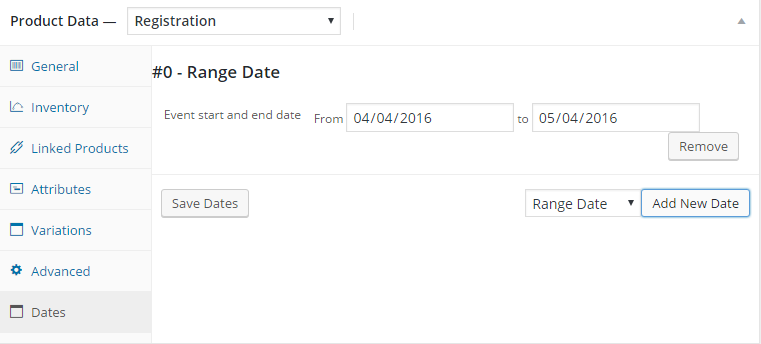 Product Data — Registration
General
Inventory
Linked Products
Attributes
Variations
Advanced
Dates
#0 - Range Date
Event start and end date From 04/04/2016 to 05/04/2016
Remove
Save Dates Range Date Add New Date